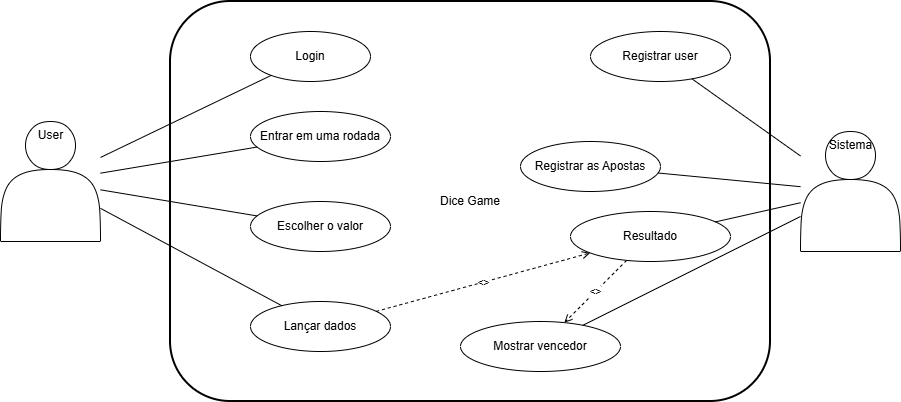 Login
Registrar user
User
Entrar em uma rodada
Sistema
Registrar as Apostas
Dice Game
Escolher o valor
Resultado
<>
<>
Lançar dados
Mostrar vencedor